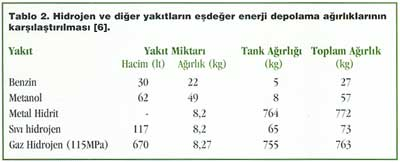 Tablo 2. Hidrojen ve diğer yakıtların eşdeğer enerji depolama ağırlıklarının
karşılaştırılması [6].
Yakıt Yakıt Miktarı Tank Ağırlığı Toplam Ağırlık
Hacim (lt) Ağırlık (kg) (kg) (kg)
Benzin 30 22 5 27
Metanol 62 49 8 57
Metal Hidrit - 8,2 764 772
Sıvı hidrojen 117 8,2 65 73
Gaz Hidrojen (115MPa) 670 8,27 755 763